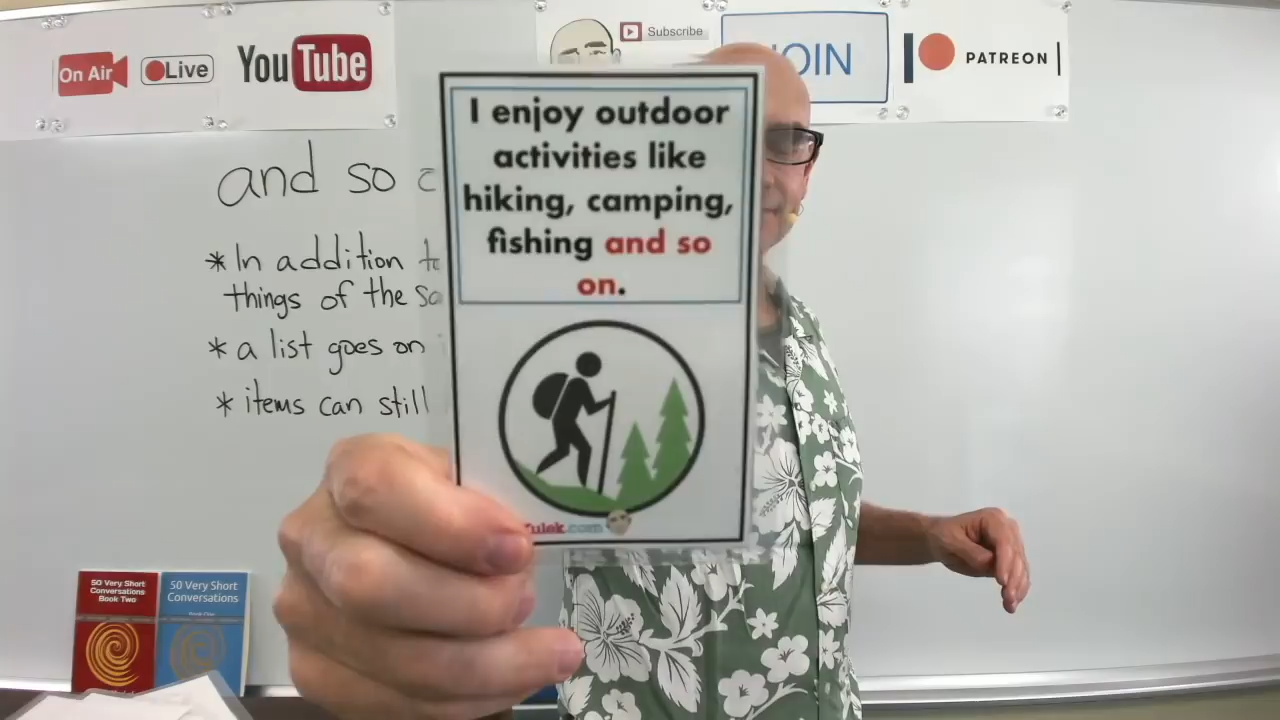 On Air
Live
YouTube
Subscribe
JOIN
PATREON
and so
I enjoy outdoor
activities like
hiking, camping,
fishing and so
on.
*In addition to
things of the
* a list goes on
* items can still
50 Very Short
Conversations
Book Two
50 Very Short
Conversations